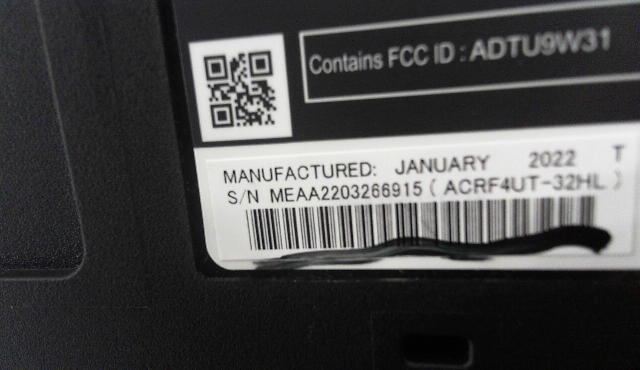 Contains FCC ID : ADTU9W31
MANUFACTURED: JANUARY 2022 T
S/N MEAA2203266915 ( ACRF4UT-32HL )